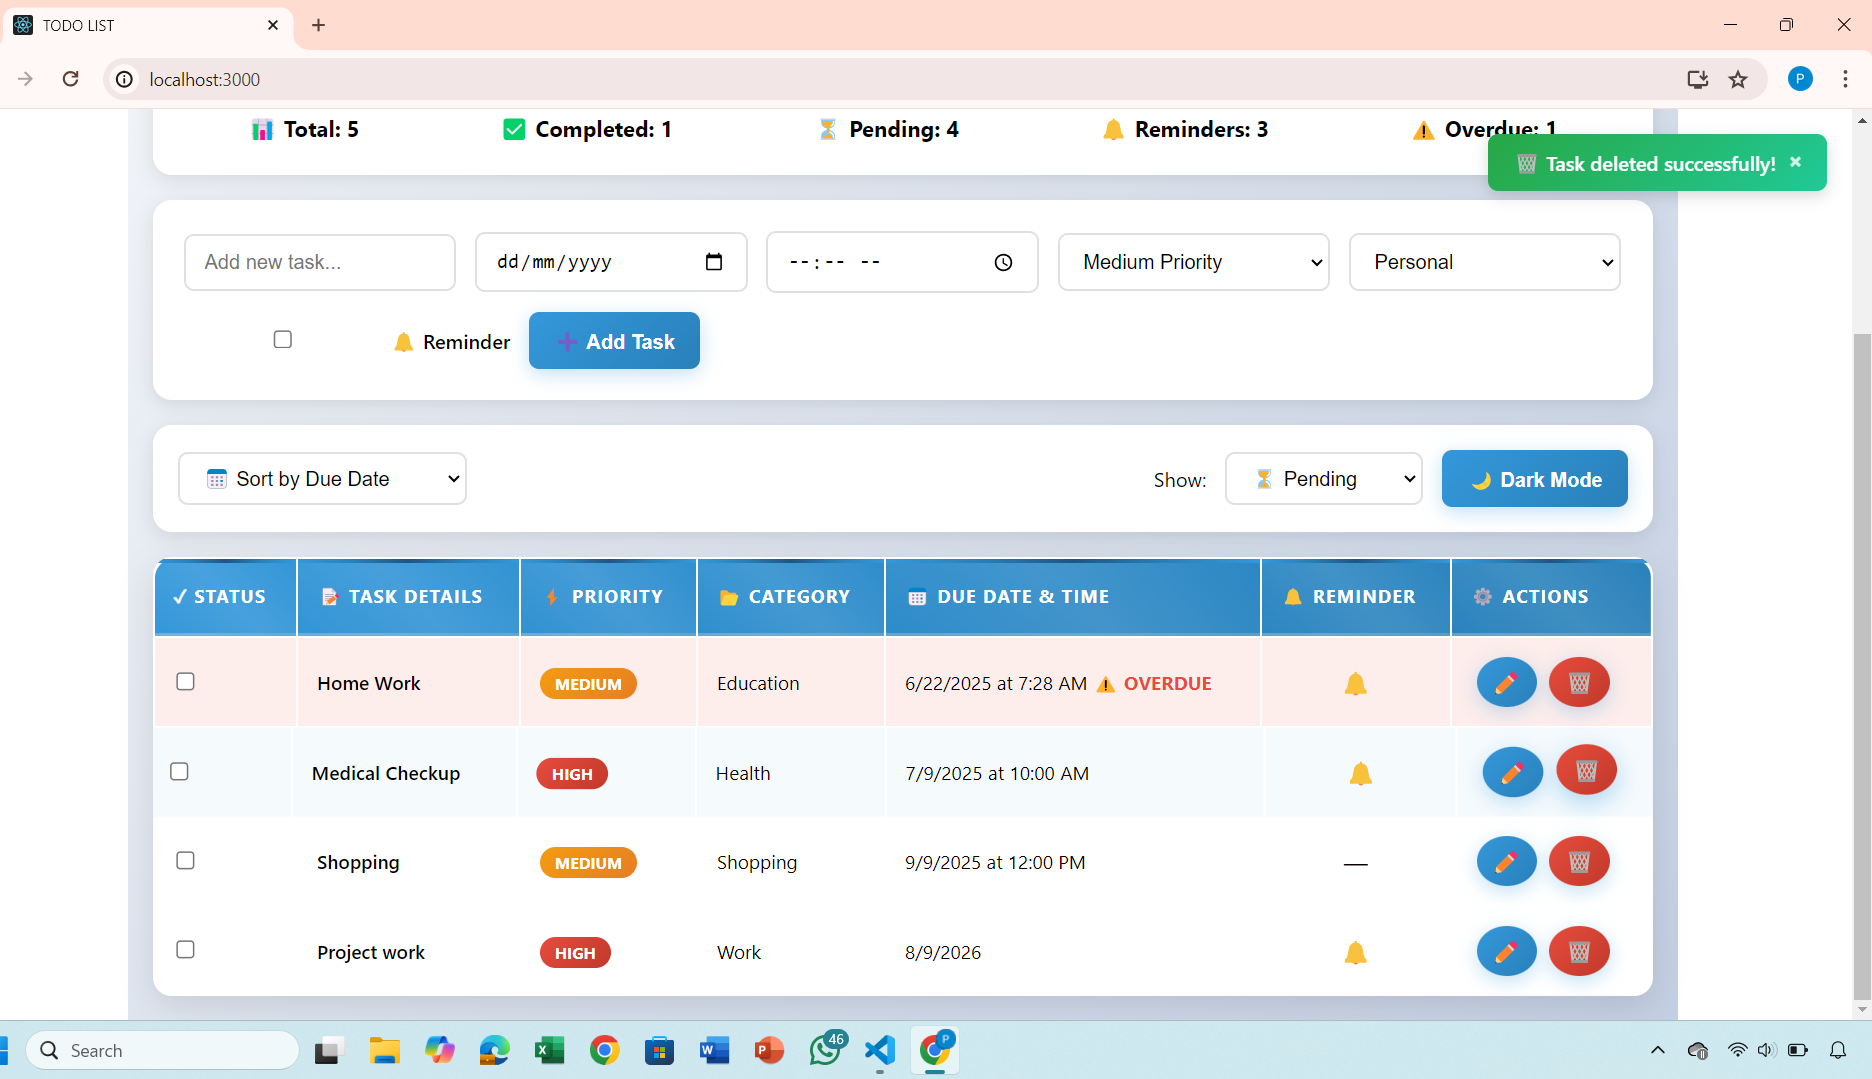 TODO LIST
localhost:3000
P
Total: 5 Completed: 1 Pending: 4 Reminders: 3 Overdue: 1
Task deleted successfully! ×
Add new task... dd/mm/yyyy --:-- -- Medium Priority Personal
Reminder Add Task
Sort by Due Date Show: Pending Dark Mode
✓ STATUS TASK DETAILS PRIORITY CATEGORY DUE DATE & TIME REMINDER ACTIONS
Home Work MEDIUM Education 6/22/2025 at 7:28 AM OVERDUE
Medical Checkup HIGH Health 7/9/2025 at 10:00 AM
Shopping MEDIUM Shopping 9/9/2025 at 12:00 PM —
Project work HIGH Work 8/9/2026
Search 46 P